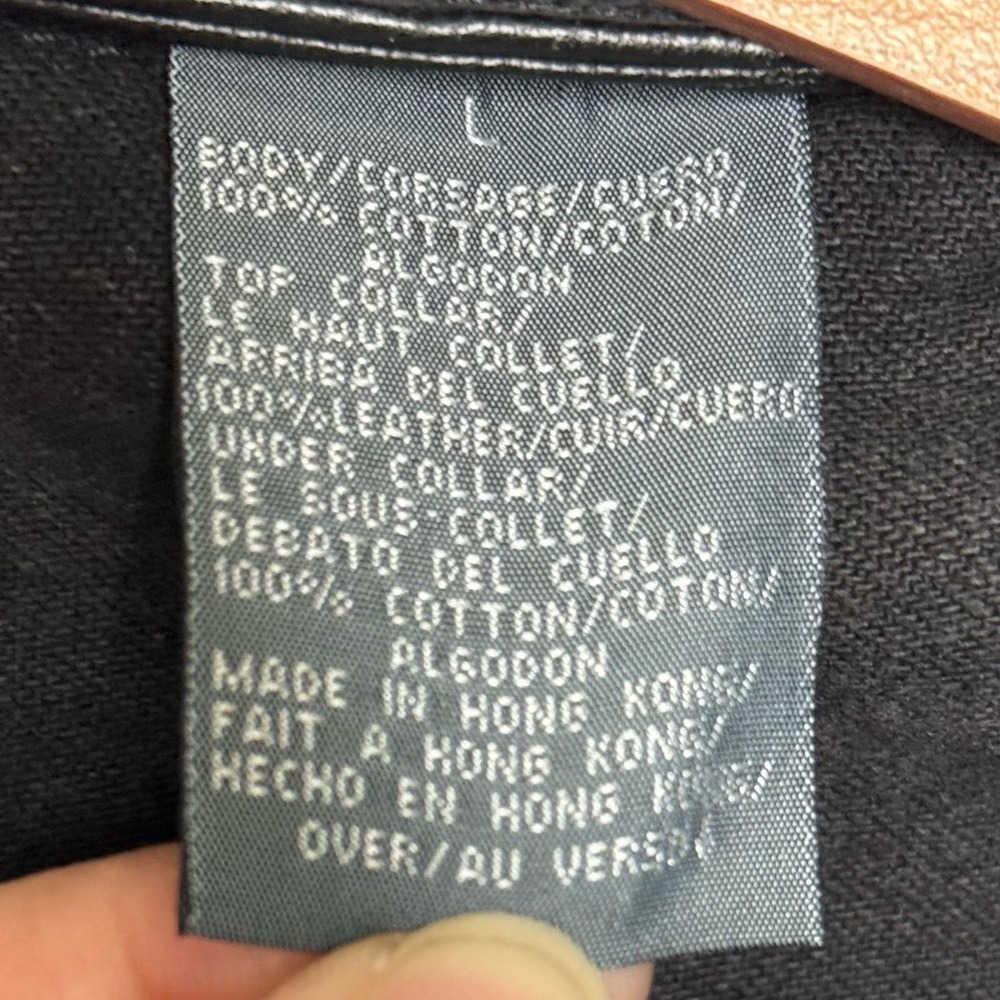 L
BODY/CORSAGE/CUERO
100% COTTON/COTON/
ALGODON
TOP COLLAR/
LE HAUT COLLET/
ARRIBA DEL CUELLO
100%LEATHER/CUIR/CUERO
UNDER COLLAR/
LE SOUS-COLLET/
DEBATO DEL CUELLO
100% COTTON/COTON/
ALGODON
MADE IN HONG KONG/
FAIT A HONG KONG/
HECHO EN HONG KONG/
OVER/AU VERSO/